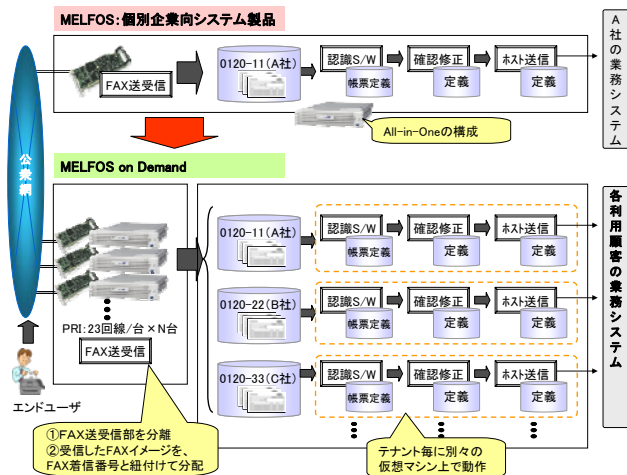 MELFOS：個別企業向システム製品
FAX送受信
0120-11(A社)
認識S/W
帳票定義
確認修正
定義
ホスト送信
定義
A社の業務システム
All-in-Oneの構成
MELFOS on Demand
公衆網
PRI：23回線/台×N台
FAX送受信
エンドユーザ
0120-11(A社)
認識S/W
帳票定義
確認修正
定義
ホスト送信
定義
0120-22(B社)
認識S/W
帳票定義
確認修正
定義
ホスト送信
定義
0120-33(C社)
認識S/W
帳票定義
確認修正
定義
ホスト送信
定義
各利用顧客の業務システム
①FAX送受信部を分離
②受信したFAXイメージを、
FAX着信番号と紐付けて分配
テナント毎に別々の
仮想マシン上で動作